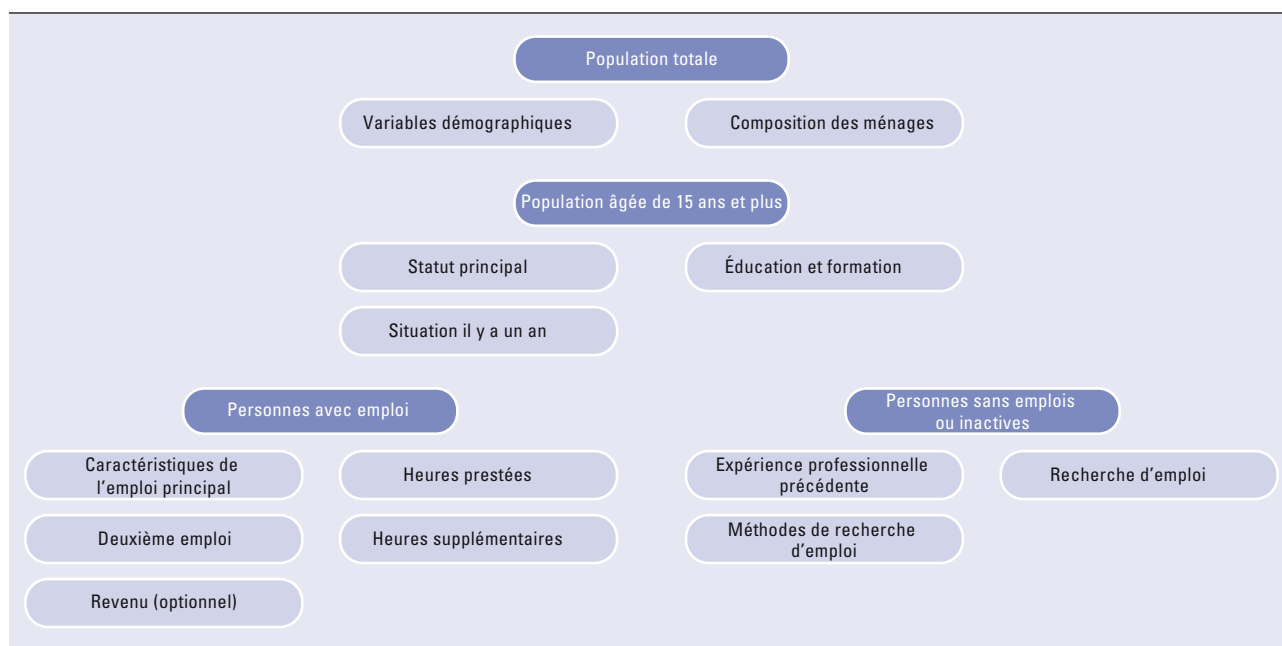 Population totale
Variables démographiques
Composition des ménages
Population âgée de 15 ans et plus
Statut principal
Éducation et formation
Situation il y a un an
Personnes avec emploi
Personnes sans emplois
ou inactives
Caractéristiques de
l'emploi principal
Heures prestées
Expérience professionnelle
précédente
Recherche d'emploi
Deuxième emploi
Heures supplémentaires
Méthodes de recherche
d'emploi
Revenu (optionnel)